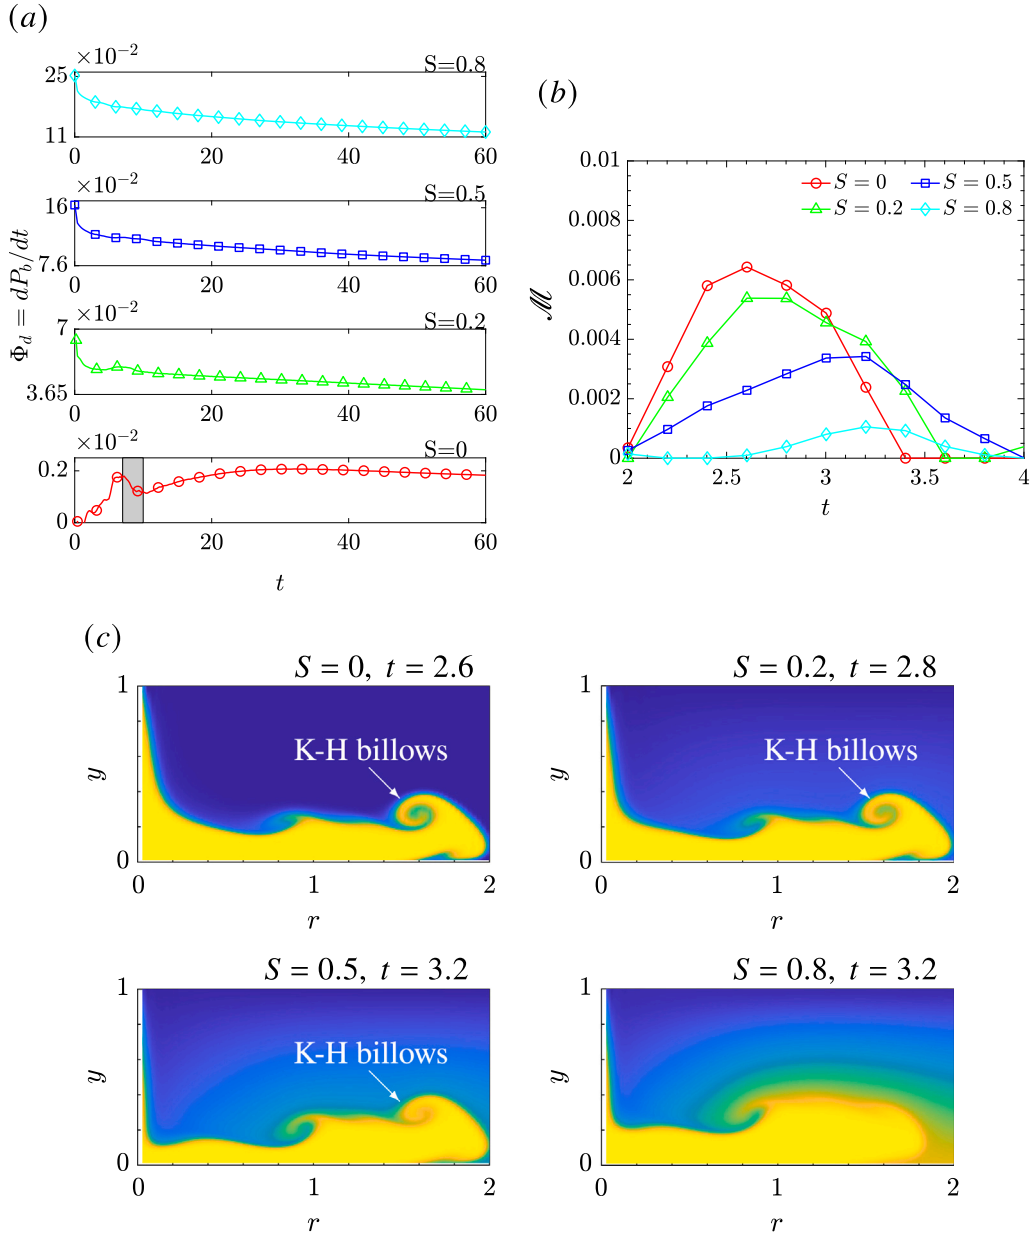 (a)
×10⁻²
S=0.8
25
11
0 20 40 60
×10⁻²
S=0.5
16
7.6
0 20 40 60
×10⁻²
S=0.2
7
3.65
0 20 40 60
×10⁻²
S=0
0.2
0
0 20 40 60
t
Φ_d = dP_b/dt
(b)
0.01
0.008
0.006
0.004
0.002
0
ℳ
S = 0 S = 0.5
S = 0.2 S = 0.8
2 2.5 3 3.5 4
t
(c)
S = 0, t = 2.6
1
y
0
K-H billows
0 1 2
r
S = 0.2, t = 2.8
1
y
0
K-H billows
0 1 2
r
S = 0.5, t = 3.2
1
y
0
K-H billows
0 1 2
r
S = 0.8, t = 3.2
1
y
0
0 1 2
r